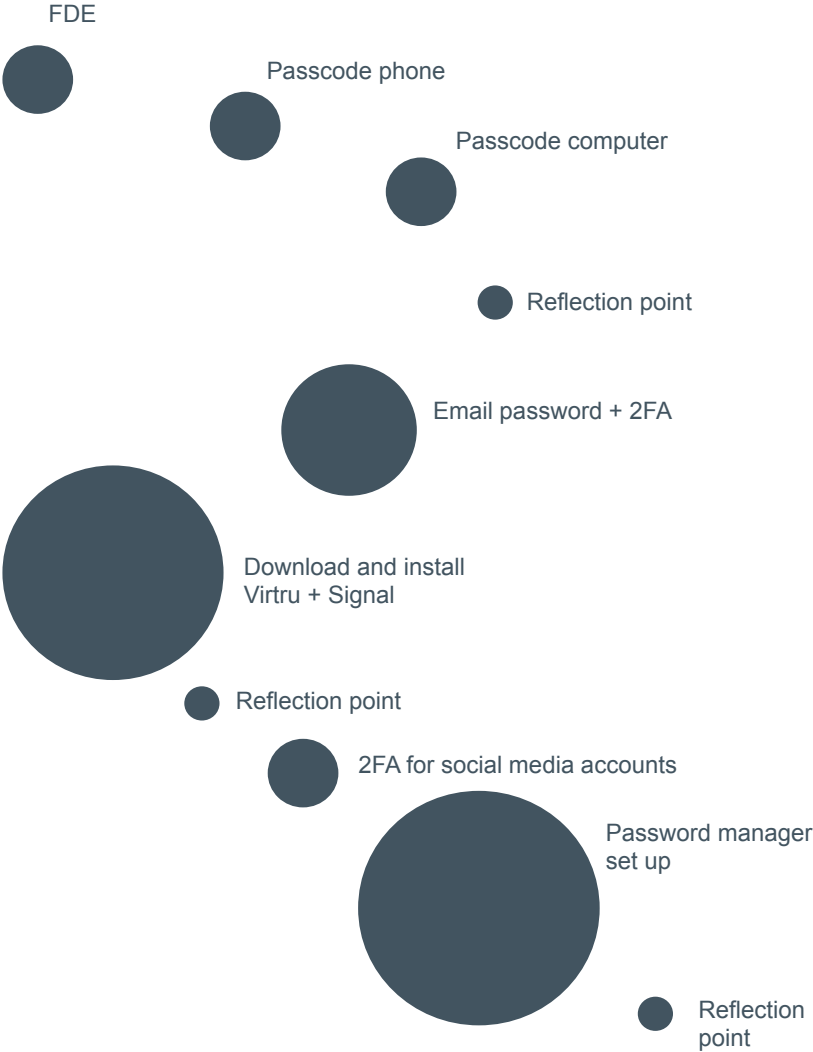 FDE
Passcode phone
Passcode computer
Reflection point
Email password + 2FA
Download and install
Virtru + Signal
Reflection point
2FA for social media accounts
Password manager
set up
Reflection
point